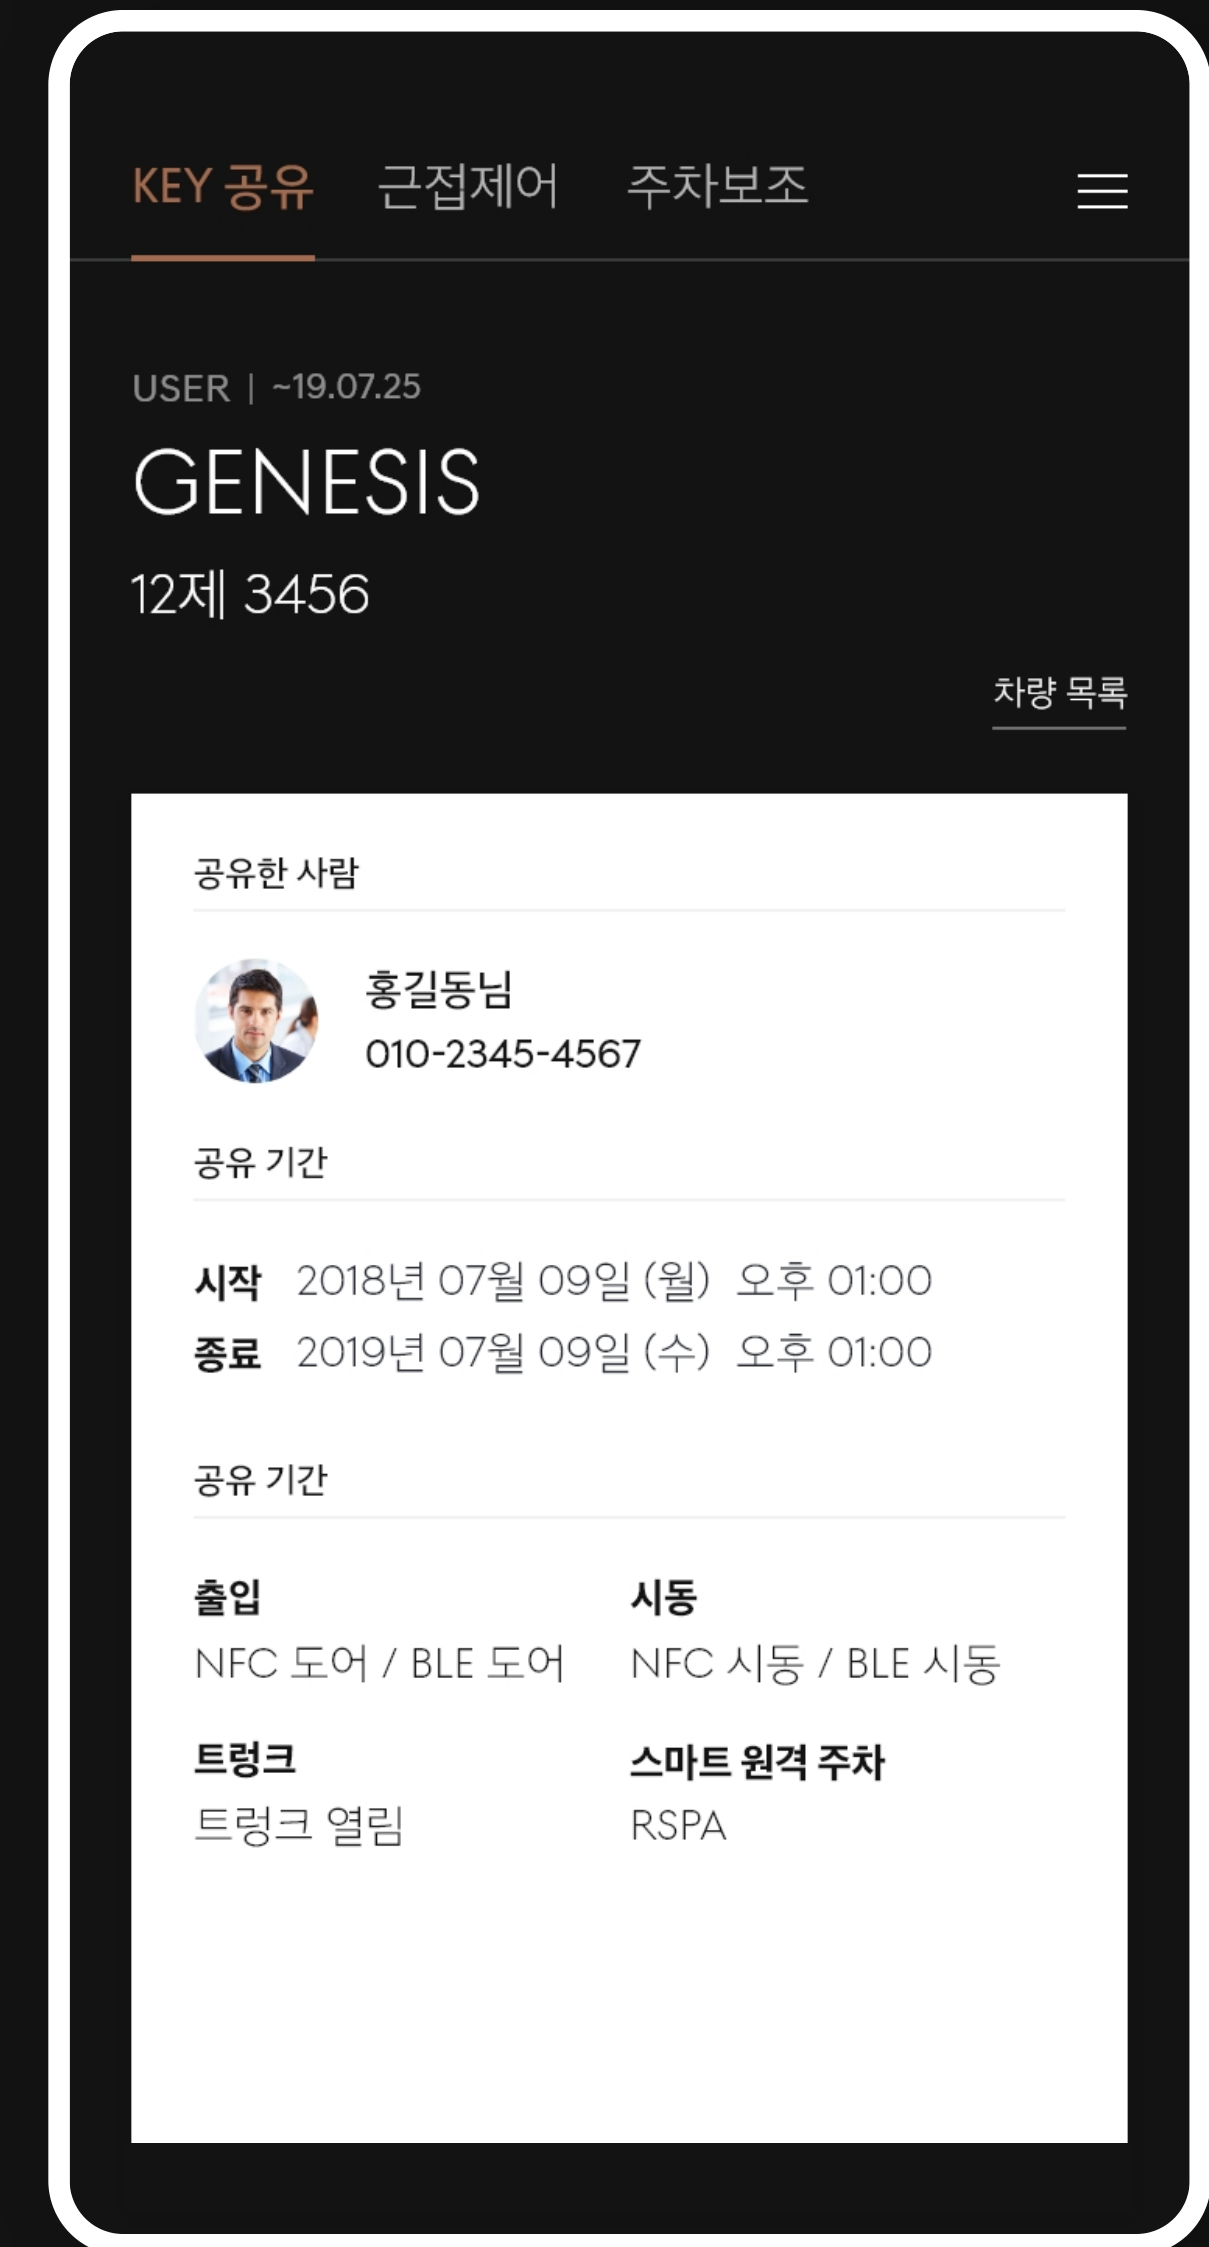 KEY 공유 근접제어 주차보조
USER | ~19.07.25
GENESIS
12제 3456
차량 목록
공유한 사람
홍길동님
010-2345-4567
공유 기간
시작 2018년 07월 09일 (월) 오후 01:00
종료 2019년 07월 09일 (수) 오후 01:00
공유 기간
출입 시동
NFC 도어 / BLE 도어 NFC 시동 / BLE 시동
트렁크 스마트 원격 주차
트렁크 열림 RSPA